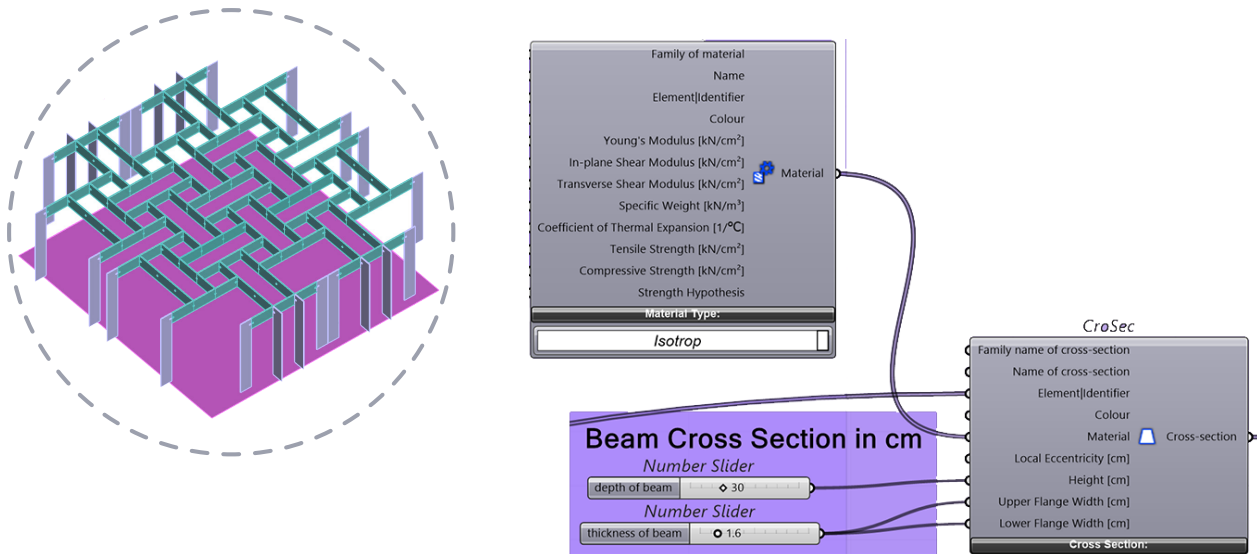 Family of material
Name
Element|Identifier
Colour
Young's Modulus [kN/cm²]
In-plane Shear Modulus [kN/cm²]
Transverse Shear Modulus [kN/cm²]
Specific Weight [kN/m³]
Coefficient of Thermal Expansion [1/°C]
Tensile Strength [kN/cm²]
Compressive Strength [kN/cm²]
Strength Hypothesis
Material
Material Type:
Isotrop
CroSec
Family name of cross-section
Name of cross-section
Element|Identifier
Colour
Material
Local Eccentricity [cm]
Height [cm]
Upper Flange Width [cm]
Lower Flange Width [cm]
Cross-section
Cross Section:
Beam Cross Section in cm
Number Slider
depth of beam 30
Number Slider
thickness of beam 1.6